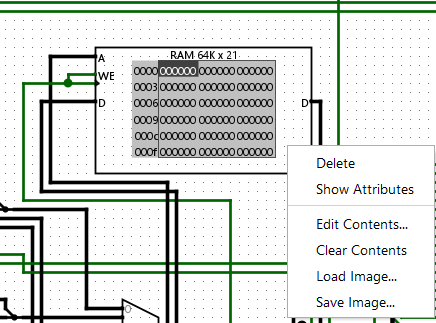 RAM 64K x 21
A
WE
D
D
0000 000000 000000 000000
0003 000000 000000 000000
0006 000000 000000 000000
0009 000000 000000 000000
000c 000000 000000 000000
000f 000000 000000 000000
0
Delete
Show Attributes
Edit Contents...
Clear Contents
Load Image...
Save Image...